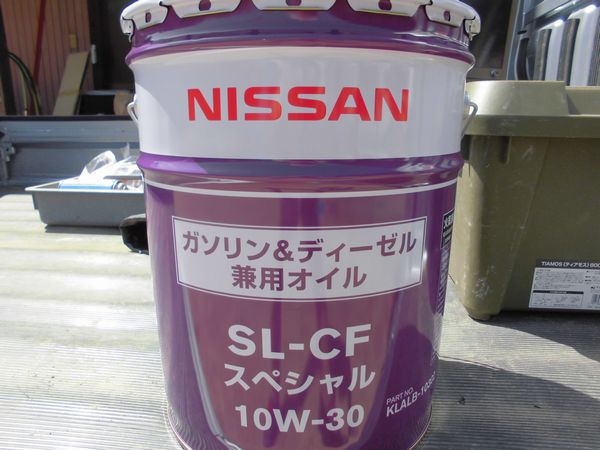 NISSAN
ガソリン&ディーゼル
兼用オイル
SL-CF
スペシャル
10W-30
PART NO.